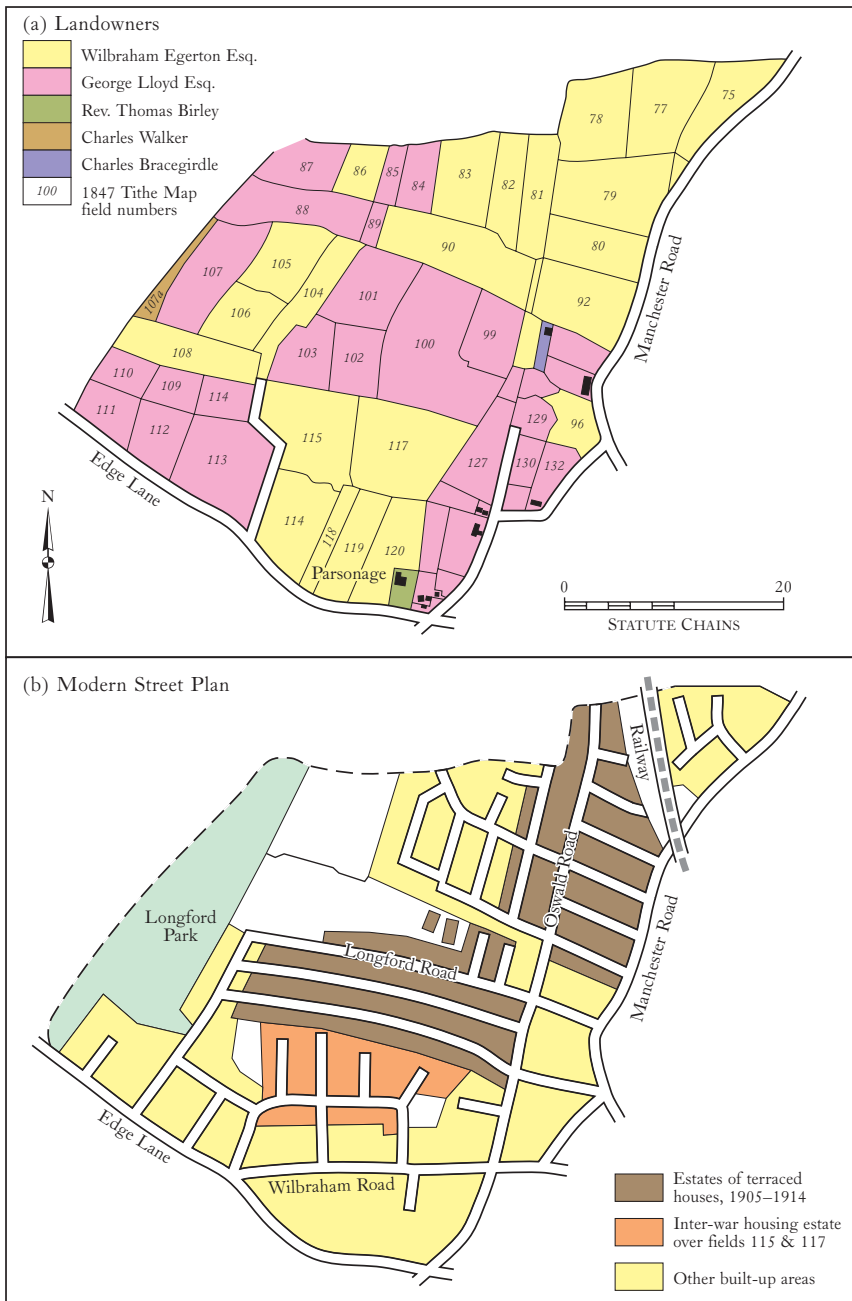 (a) Landowners
Wilbraham Egerton Esq.
George Lloyd Esq.
Rev. Thomas Birley
Charles Walker
Charles Bracegirdle
100
1847 Tithe Map
field numbers
75
77
78
79
80
81
82
83
84
85
86
87
88
89
90
92
96
99
100
101
102
103
104
105
106
107
107a
108
109
110
111
112
113
114
115
117
114
118
119
120
127
129
130
132
Manchester Road
Edge Lane
Parsonage
N
0
20
STATUTE CHAINS
(b) Modern Street Plan
Railway
Oswald Road
Manchester Road
Longford
Park
Longford Road
Edge Lane
Wilbraham Road
Estates of terraced
houses, 1905–1914
Inter-war housing estate
over fields 115 & 117
Other built-up areas